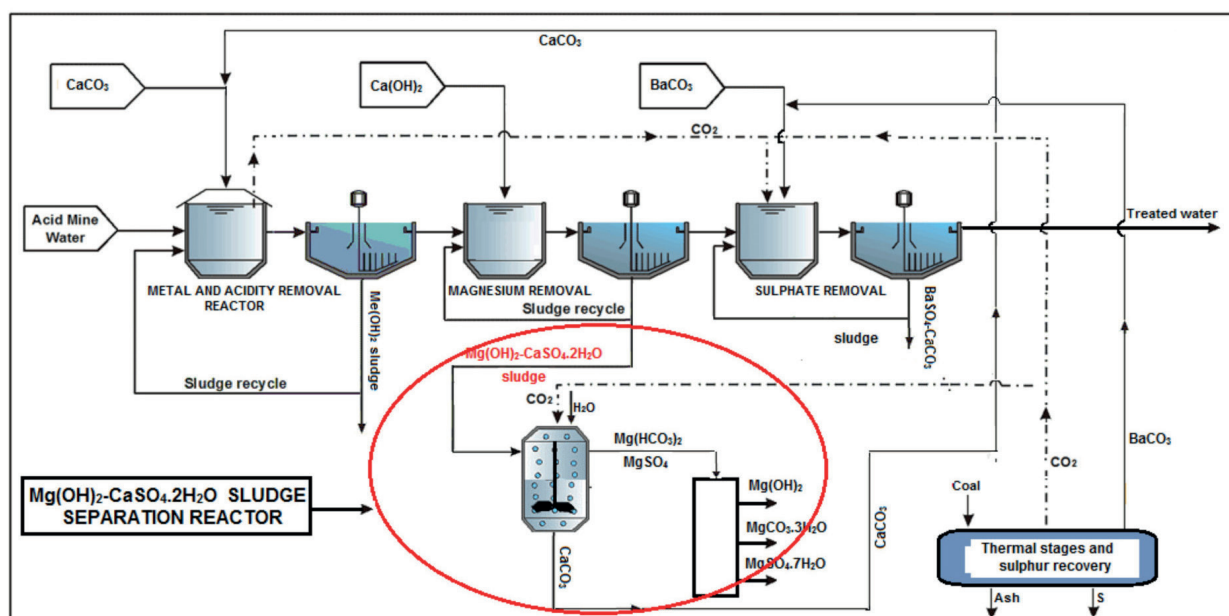 CaCO₃
CaCO₃
Ca(OH)₂
BaCO₃
CO₂
Acid Mine
Water
Treated water
METAL AND ACIDITY REMOVAL
REACTOR
MAGNESIUM REMOVAL
SULPHATE REMOVAL
Me(OH)₂ sludge
Sludge recycle
Sludge recycle
sludge
BaSO₄-CaCO₃
Mg(OH)₂-CaSO₄.2H₂O
sludge
CO₂
H₂O
Mg(HCO₃)₂
MgSO₄
Mg(OH)₂
MgCO₃.3H₂O
MgSO₄.7H₂O
CaCO₃
CaCO₃
Mg(OH)₂-CaSO₄.2H₂O SLUDGE
SEPARATION REACTOR
CO₂
BaCO₃
Coal
Thermal stages and
sulphur recovery
Ash
S